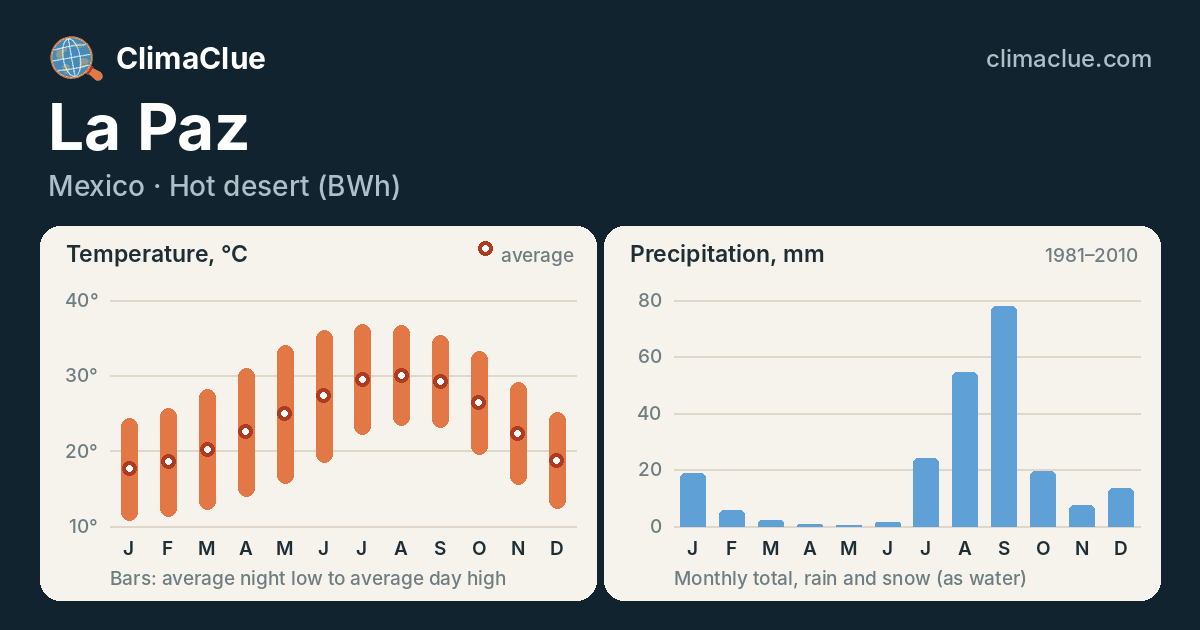 ClimaClue
climaclue.com
La Paz
Mexico · Hot desert (BWh)
Temperature, °C
average
40°
30°
20°
10°
J F M A M J J A S O N D
Bars: average night low to average day high
Precipitation, mm
1981–2010
80
60
40
20
0
J F M A M J J A S O N D
Monthly total, rain and snow (as water)